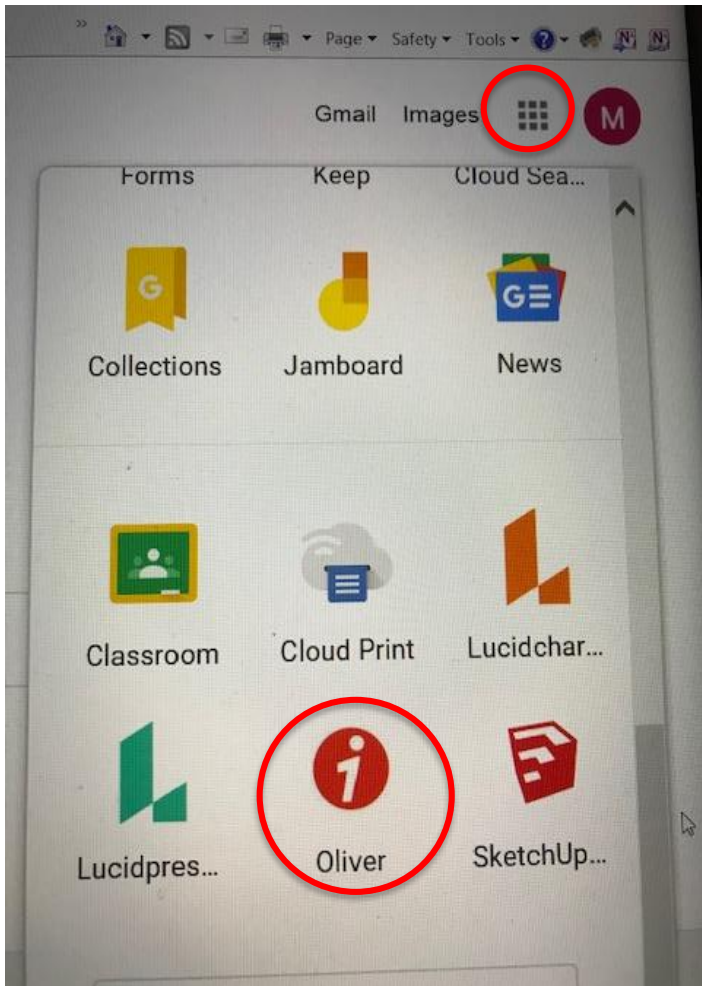 » Page Safety Tools ?
Gmail Images M
Forms Keep Cloud Sea...
G GE
Collections Jamboard News
Classroom Cloud Print Lucidchar...
Lucidpres... Oliver SketchUp...